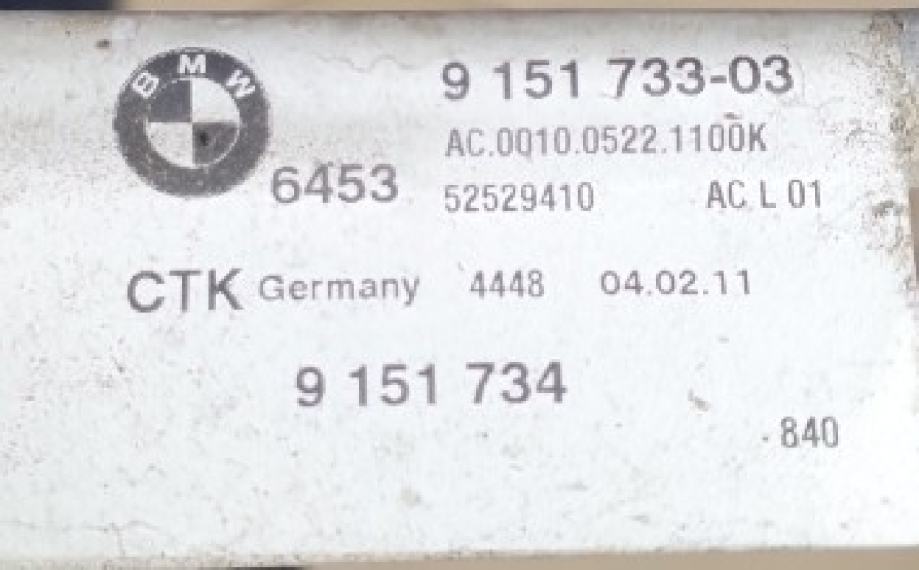 BMW
9 151 733-03
AC.0010.0522.1100K
6453
52529410 AC L 01
CTK Germany 4448 04.02.11
9 151 734
840